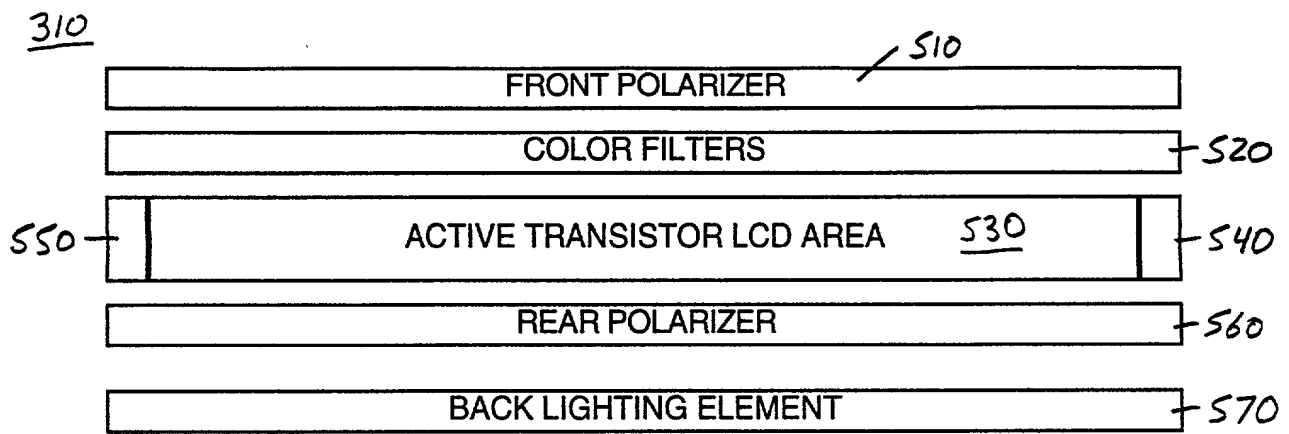 310
510
FRONT POLARIZER
COLOR FILTERS
520
550
ACTIVE TRANSISTOR LCD AREA
530
540
REAR POLARIZER
560
BACK LIGHTING ELEMENT
570